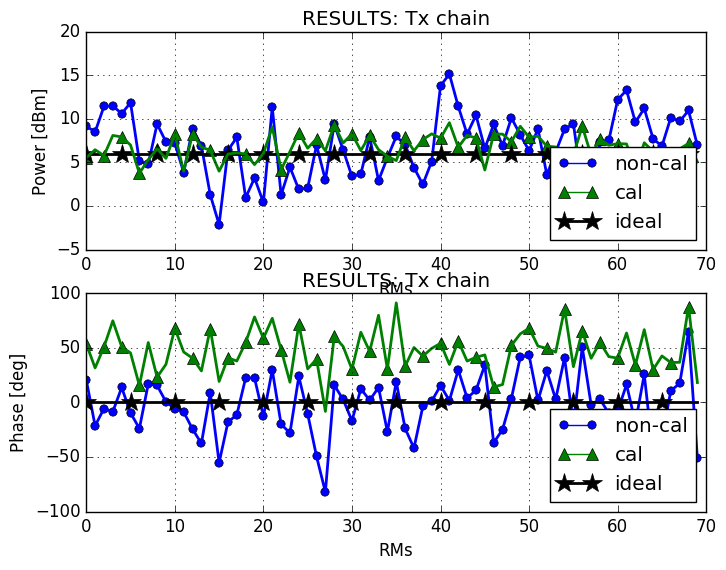 RESULTS: Tx chain
20
15
10
5
0
−5
Power [dBm]
non-cal
cal
ideal
0 10 20 30 40 50 60 70
RMs
RESULTS: Tx chain
100
50
0
−50
−100
Phase [deg]
non-cal
cal
ideal
0 10 20 30 40 50 60 70
RMs